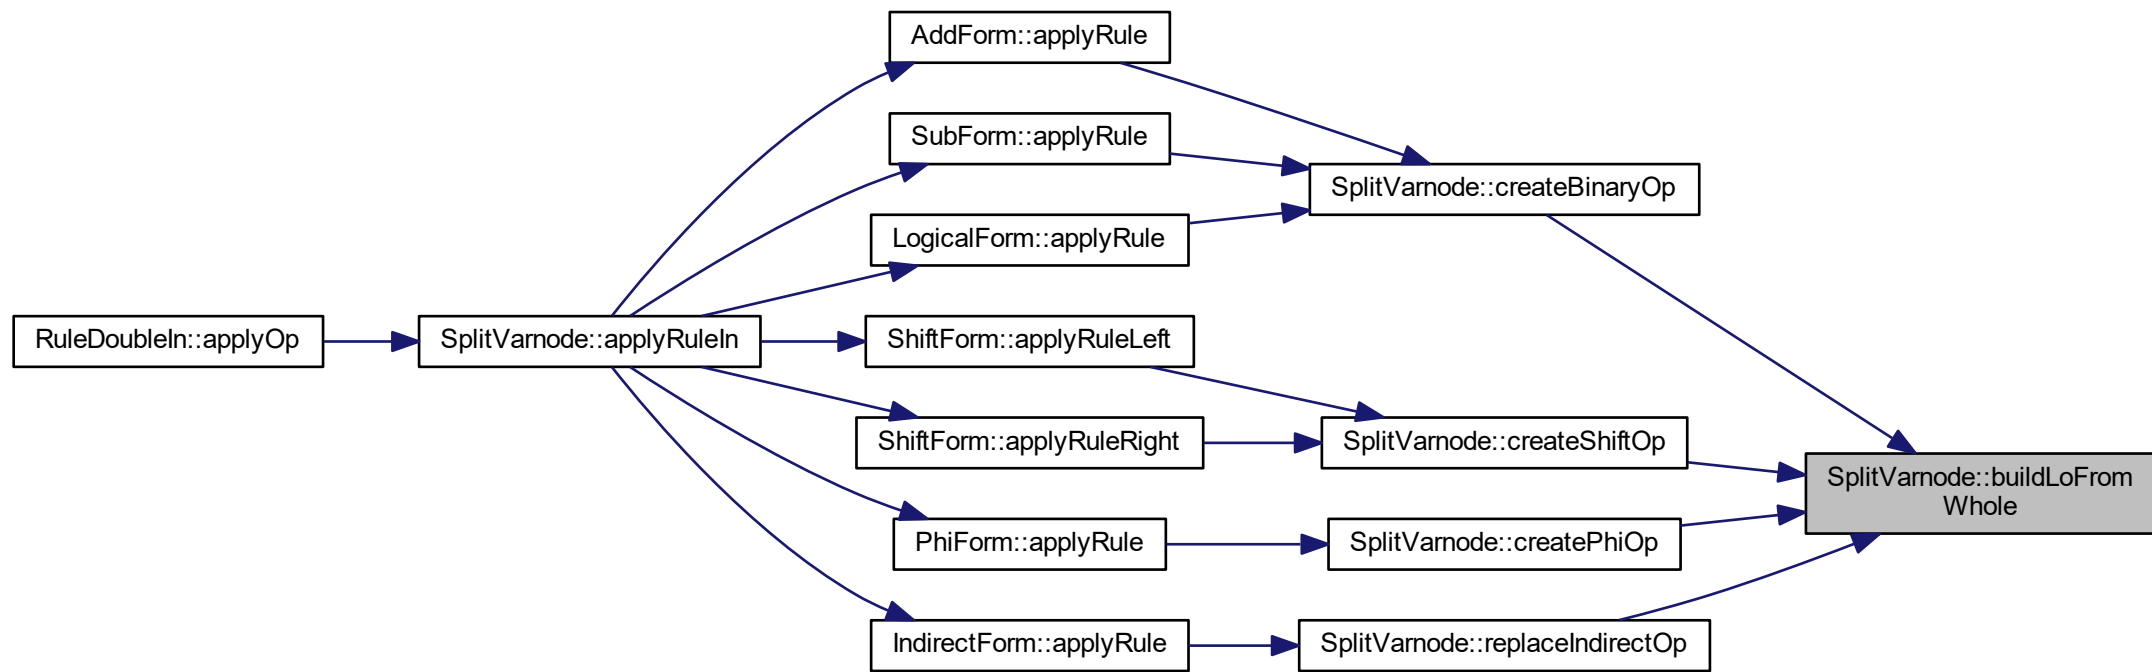 AddForm::applyRule
SubForm::applyRule
SplitVarnode::createBinaryOp
LogicalForm::applyRule
RuleDoubleIn::applyOp
SplitVarnode::applyRuleIn
ShiftForm::applyRuleLeft
ShiftForm::applyRuleRight
SplitVarnode::createShiftOp
SplitVarnode::buildLoFrom
Whole
PhiForm::applyRule
SplitVarnode::createPhiOp
IndirectForm::applyRule
SplitVarnode::replaceIndirectOp